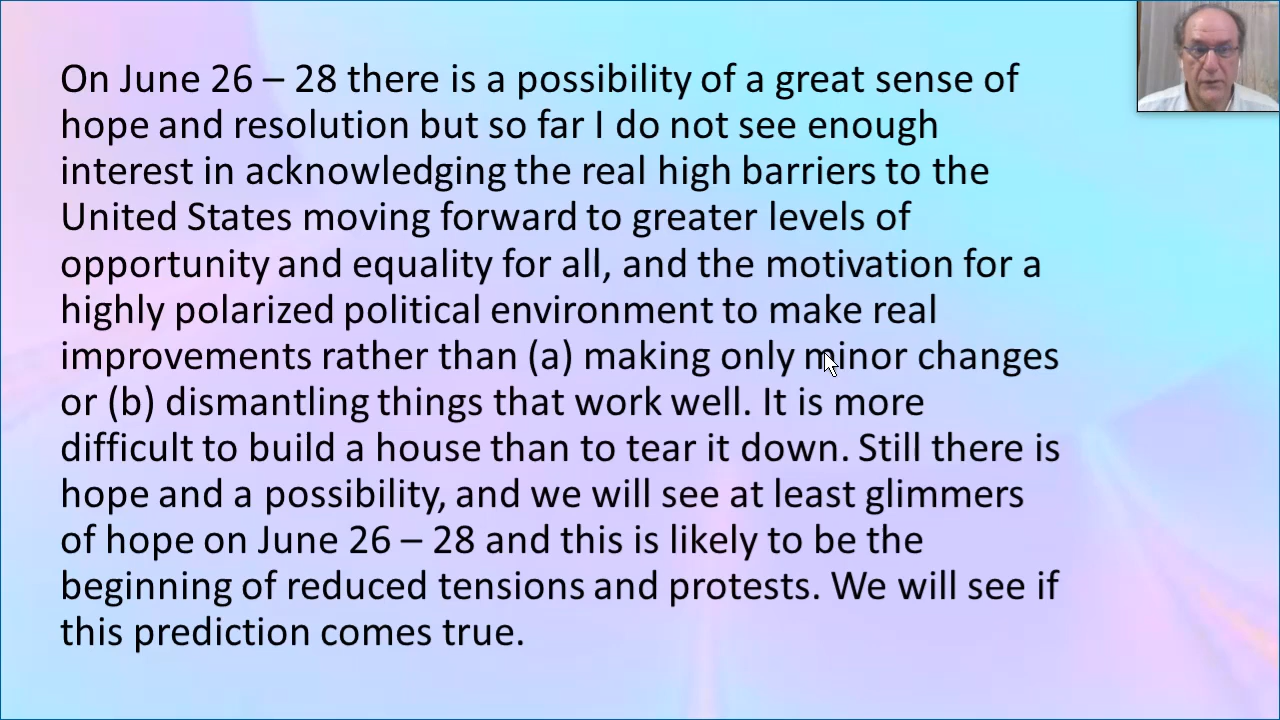 On June 26 – 28 there is a possibility of a great sense of
hope and resolution but so far I do not see enough
interest in acknowledging the real high barriers to the
United States moving forward to greater levels of
opportunity and equality for all, and the motivation for a
highly polarized political environment to make real
improvements rather than (a) making only minor changes
or (b) dismantling things that work well. It is more
difficult to build a house than to tear it down. Still there is
hope and a possibility, and we will see at least glimmers
of hope on June 26 – 28 and this is likely to be the
beginning of reduced tensions and protests. We will see if
this prediction comes true.